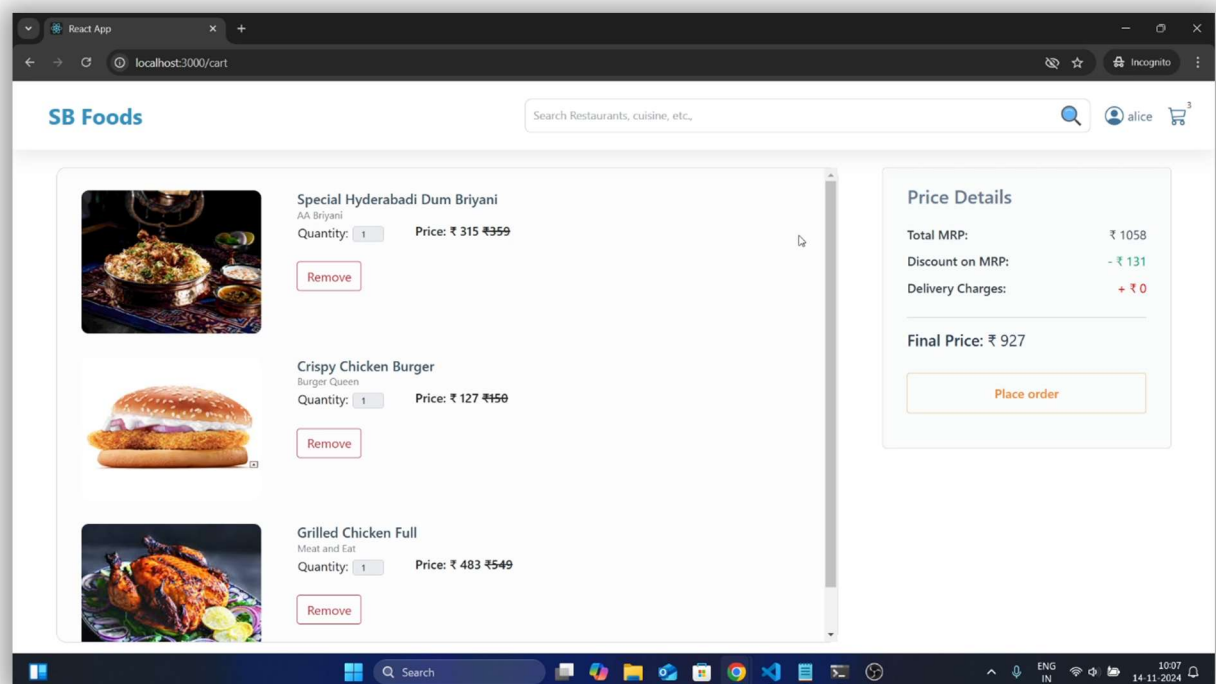 React App
localhost:3000/cart
Incognito
SB Foods
Search Restaurants, cuisine, etc.,
alice
3
Special Hyderabadi Dum Briyani
AA Briyani
Quantity: 1 Price: ₹ 315 ₹359
Remove
Crispy Chicken Burger
Burger Queen
Quantity: 1 Price: ₹ 127 ₹150
Remove
Grilled Chicken Full
Meat and Eat
Quantity: 1 Price: ₹ 483 ₹549
Remove
Price Details
Total MRP: ₹ 1058
Discount on MRP: - ₹ 131
Delivery Charges: + ₹ 0
Final Price: ₹ 927
Place order
Search
ENG
IN
10:07
14-11-2024